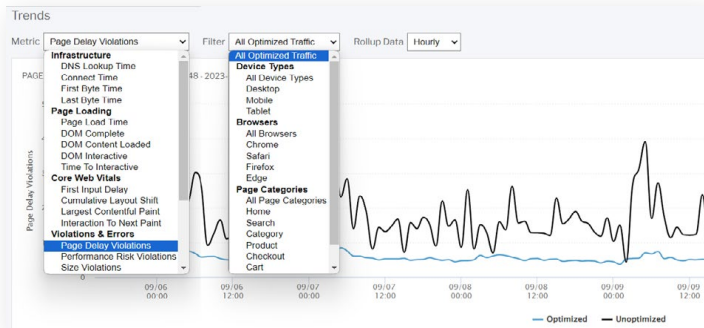 Trends
Metric Page Delay Violations Filter All Optimized Traffic Rollup Data Hourly
Infrastructure
DNS Lookup Time
Connect Time
First Byte Time
Last Byte Time
Page Loading
Page Load Time
DOM Complete
DOM Content Loaded
DOM Interactive
Time To Interactive
Core Web Vitals
First Input Delay
Cumulative Layout Shift
Largest Contentful Paint
Interaction To Next Paint
Violations & Errors
Page Delay Violations
Performance Risk Violations
Size Violations
All Optimized Traffic
Device Types
All Device Types
Desktop
Mobile
Tablet
Browsers
All Browsers
Chrome
Safari
Firefox
Edge
Page Categories
All Page Categories
Home
Search
Category
Product
Checkout
Cart
PAGE
48 - 2023-
Page Delay Violations
0
09/06 00:00
09/06 12:00
09/07 00:00
09/07 12:00
09/08 00:00
09/08 12:00
09/09 00:00
09/09 12:00
Optimized Unoptimized